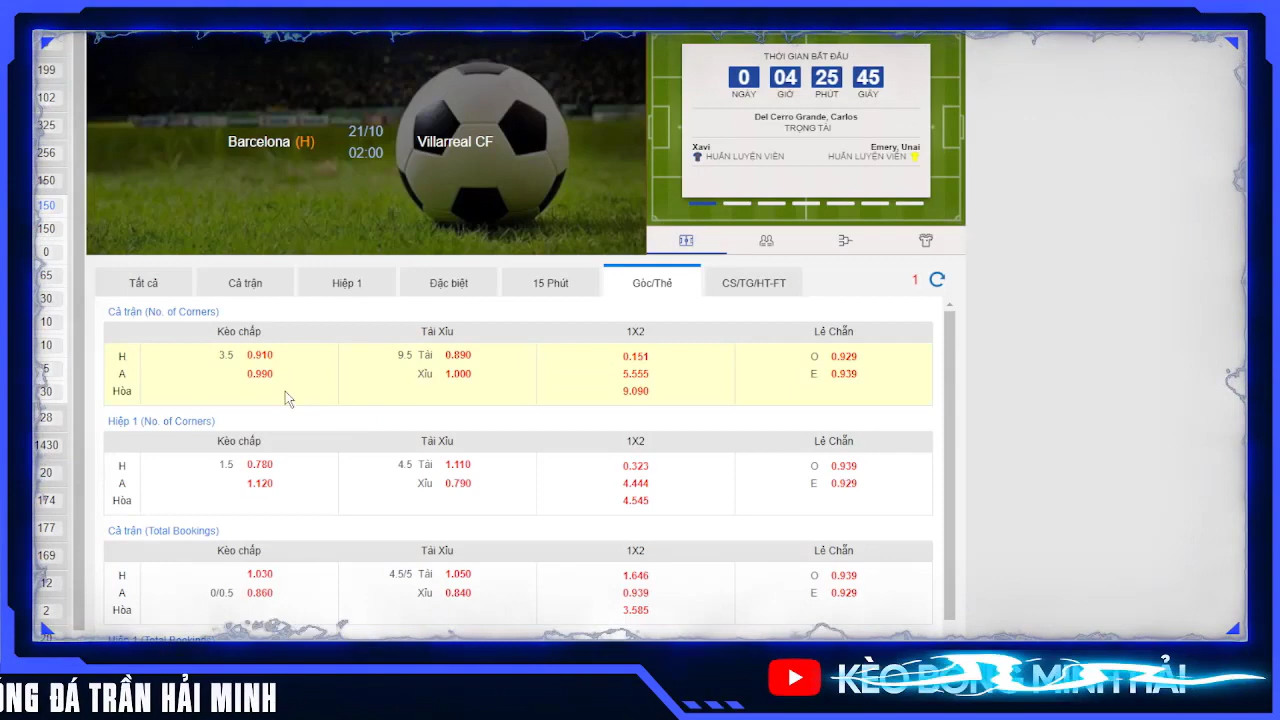 199
102
325
256
150
150
150
0
65
30
10
10
5
30
28
1430
20
174
177
169
12
2
Barcelona (H)
21/10
02:00
Villarreal CF
THỜI GIAN BẮT ĐẦU
0 04 25 45
NGÀY GIỜ PHÚT GIÂY
Del Cerro Grande, Carlos
TRỌNG TÀI
Xavi
HUẤN LUYỆN VIÊN
Emery, Unai
HUẤN LUYỆN VIÊN
Tất cả Cả trận Hiệp 1 Đặc biệt 15 Phút Góc/Thẻ CS/TG/HT-FT
1
Cả trận (No. of Corners)
Kèo chấp Tài Xỉu 1X2 Lẻ Chẵn
H 3.5 0.910 9.5 Tài 0.890 0.151 O 0.929
A 0.990 Xỉu 1.000 5.555 E 0.939
Hòa 9.090
Hiệp 1 (No. of Corners)
Kèo chấp Tài Xỉu 1X2 Lẻ Chẵn
H 1.5 0.780 4.5 Tài 1.110 0.323 O 0.939
A 1.120 Xỉu 0.790 4.444 E 0.929
Hòa 4.545
Cả trận (Total Bookings)
Kèo chấp Tài Xỉu 1X2 Lẻ Chẵn
H 1.030 4.5/5 Tài 1.050 1.646 O 0.939
A 0/0.5 0.860 Xỉu 0.840 0.939 E 0.929
Hòa 3.585
Hiệp 1 (Total Bookings)
ÓNG ĐÁ TRẦN HẢI MINH
KÈO BÓNG MINH HẢI